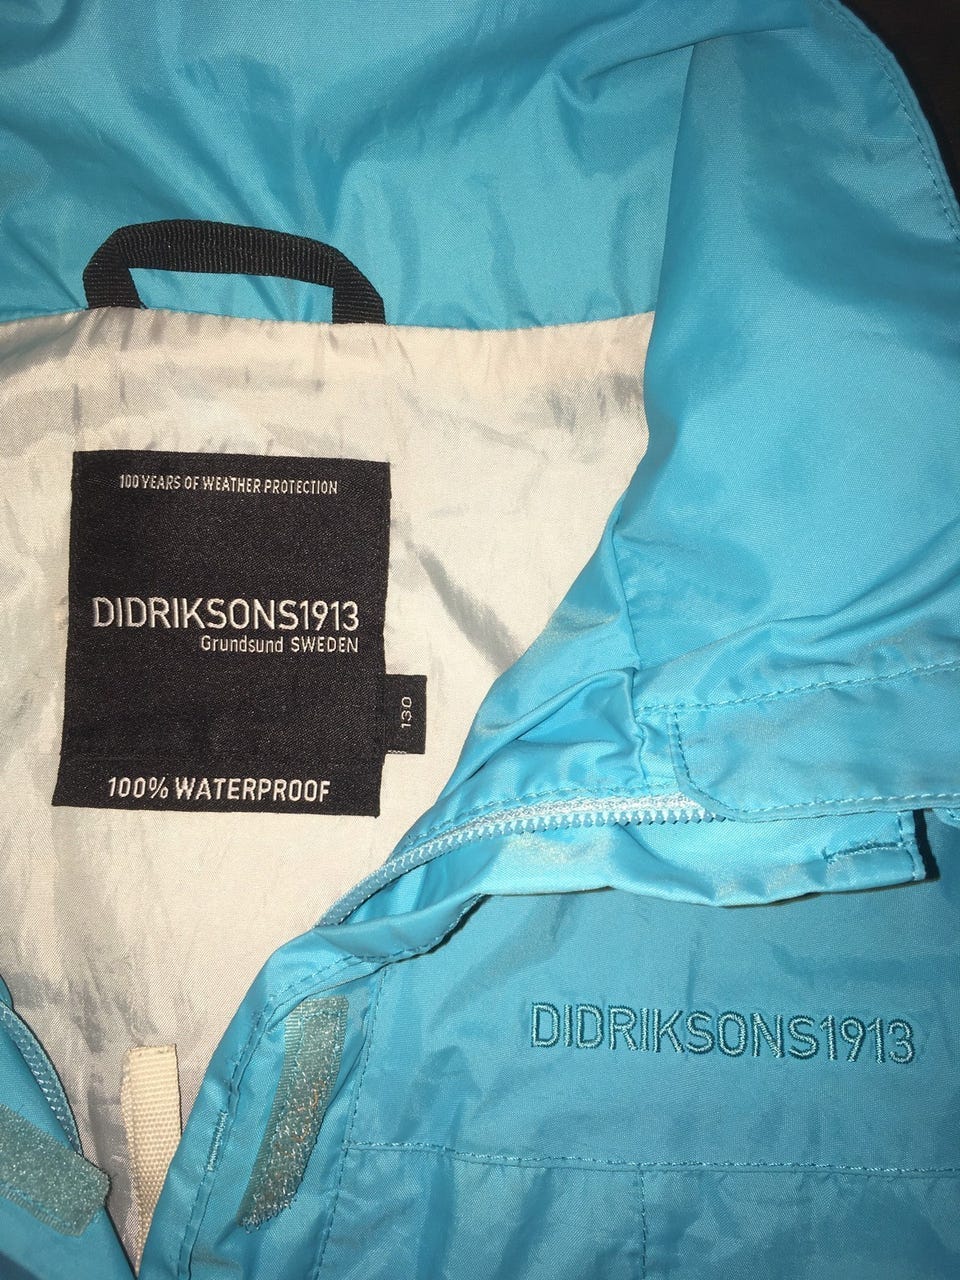 100 YEARS OF WEATHER PROTECTION
DIDRIKSONS1913
Grundsund SWEDEN
130
100% WATERPROOF
DIDRIKSONS1913